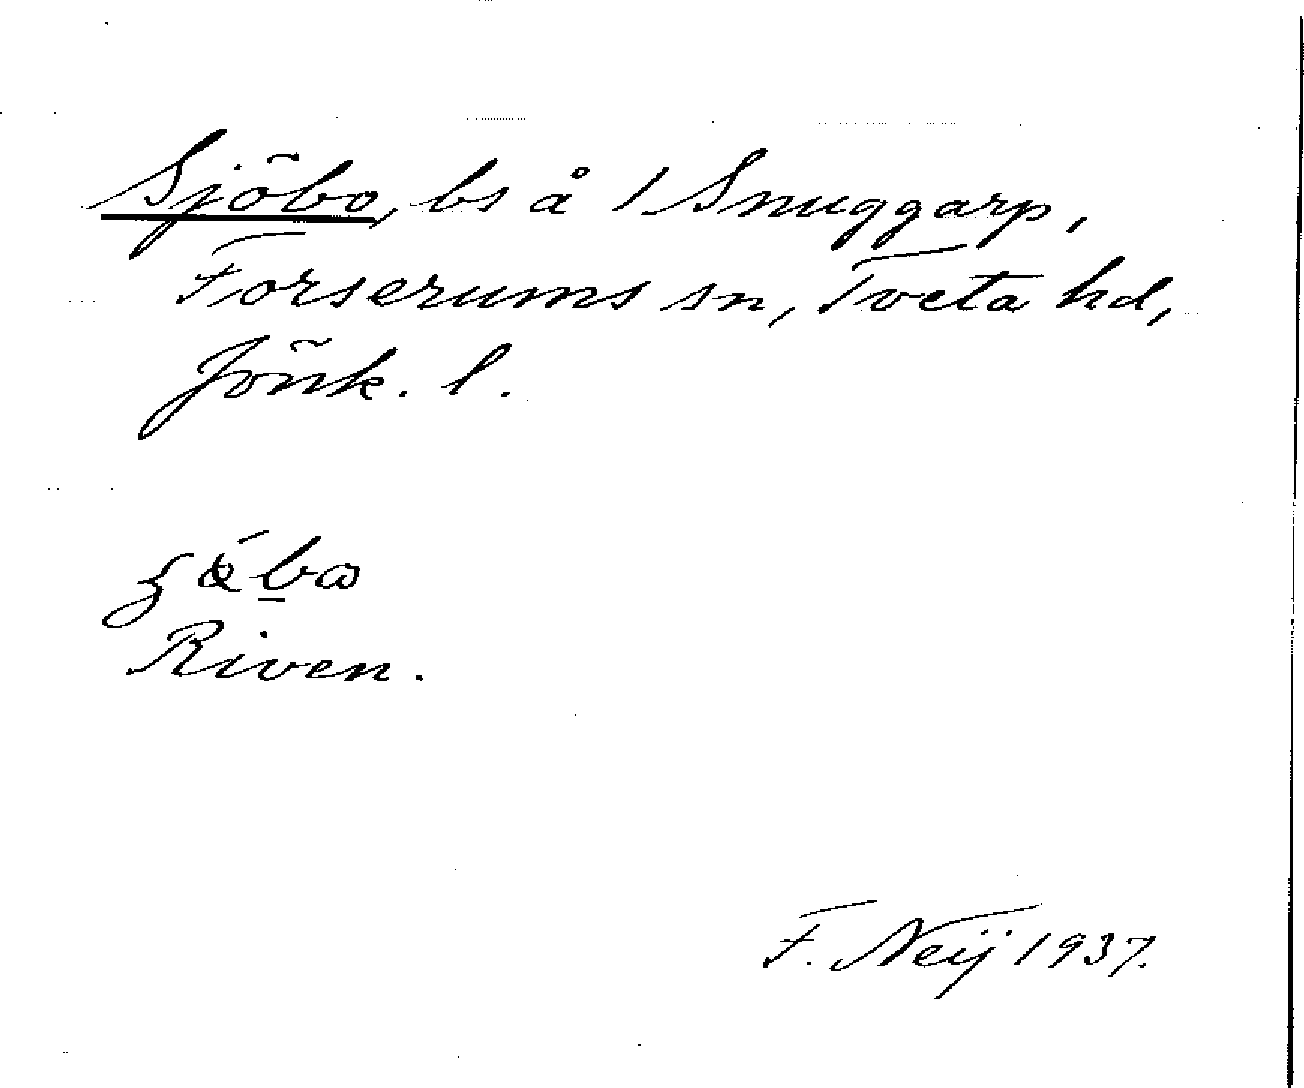 Sjöbo, bs å 1 Snuggarp,
Forserums sn, Tveta hd,
Jönk. l.
Riven.
F. Neij 1937.